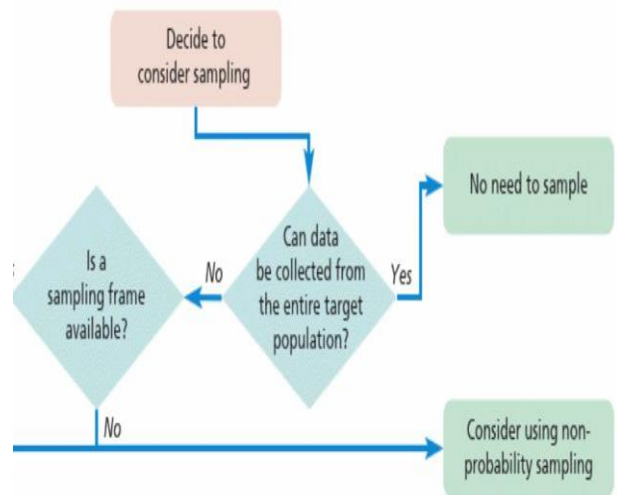 Decide to
consider sampling
No need to sample
Can data
be collected from
the entire target
population?
Yes
No
Is a
sampling frame
available?
No
Consider using non-
probability sampling